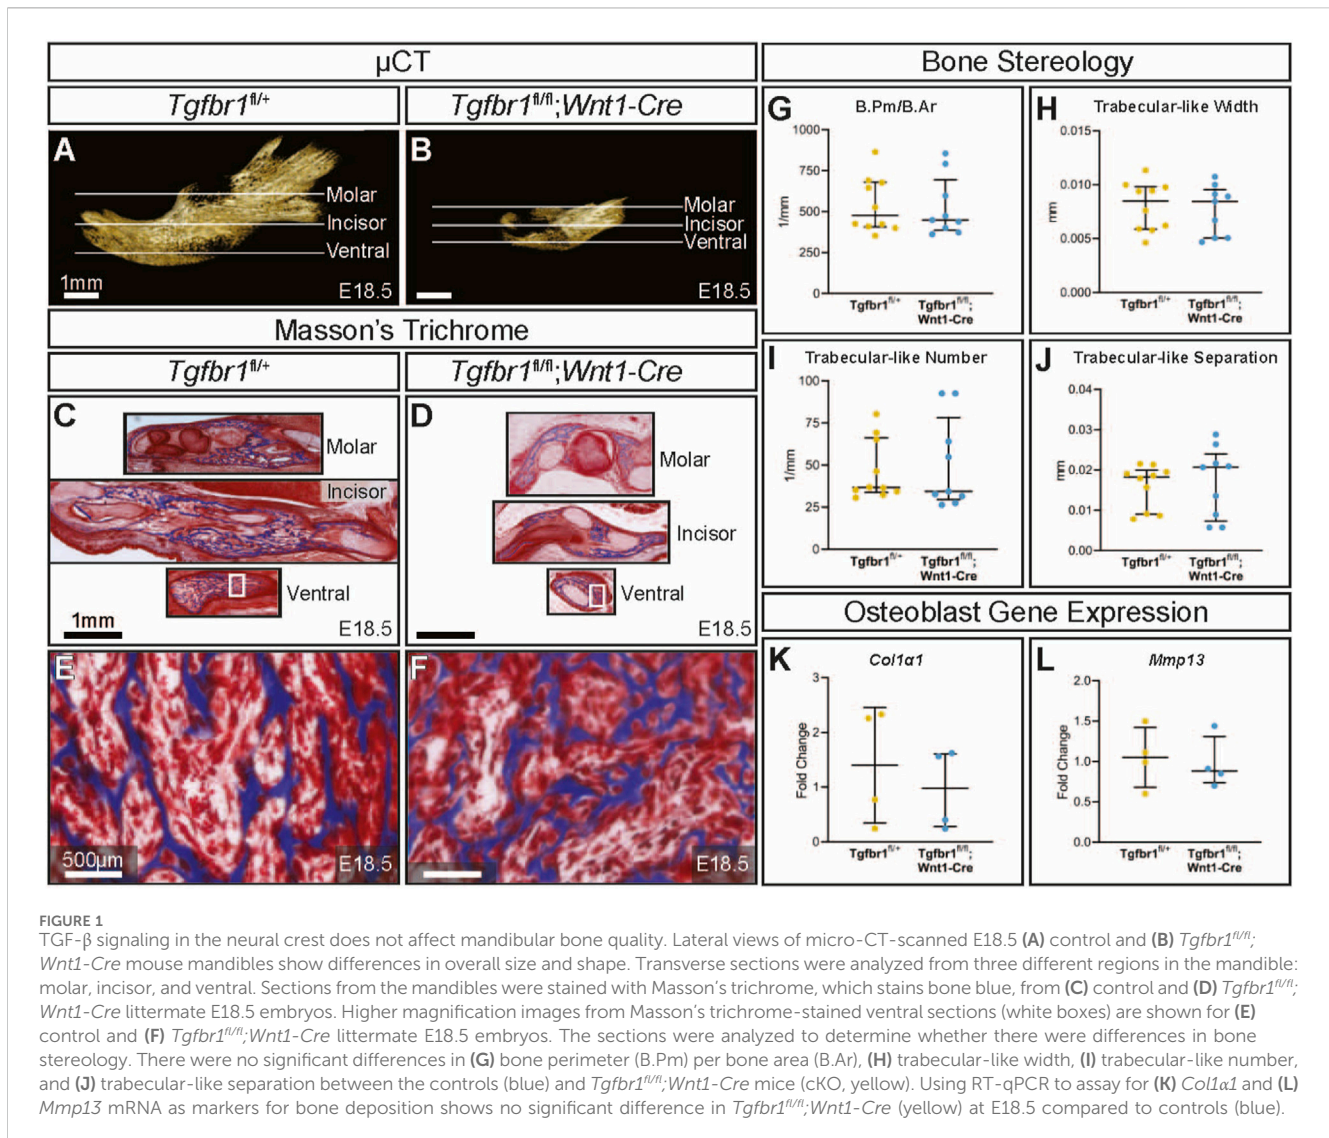 μCT
Tgfbr1fl/+
Tgfbr1fl/fl;Wnt1-Cre
A
Molar
Incisor
Ventral
1mm
E18.5
B
Molar
Incisor
Ventral
E18.5
Masson's Trichrome
Tgfbr1fl/+
Tgfbr1fl/fl;Wnt1-Cre
C
Molar
Incisor
Ventral
1mm
E18.5
D
Molar
Incisor
Ventral
E18.5
E
500μm
E18.5
F
E18.5
Bone Stereology
G
B.Pm/B.Ar
1000
750
500
250
0
1/mm
Tgfbr1fl/+
Tgfbr1fl/fl;
Wnt1-Cre
H
Trabecular-like Width
0.015
0.010
0.005
0.000
mm
Tgfbr1fl/+
Tgfbr1fl/fl;
Wnt1-Cre
I
Trabecular-like Number
100
75
50
25
0
1/mm
Tgfbr1fl/+
Tgfbr1fl/fl;
Wnt1-Cre
J
Trabecular-like Separation
0.04
0.03
0.02
0.01
0.00
mm
Tgfbr1fl/+
Tgfbr1fl/fl;
Wnt1-Cre
Osteoblast Gene Expression
K
Col1α1
3
2
1
0
Fold Change
Tgfbr1fl/+
Tgfbr1fl/fl;
Wnt1-Cre
L
Mmp13
2.0
1.5
1.0
0.5
0.0
Fold Change
Tgfbr1fl/+
Tgfbr1fl/fl;
Wnt1-Cre
FIGURE 1
TGF-β signaling in the neural crest does not affect mandibular bone quality. Lateral views of micro-CT-scanned E18.5 (A) control and (B) Tgfbr1fl/fl;
Wnt1-Cre mouse mandibles show differences in overall size and shape. Transverse sections were analyzed from three different regions in the mandible:
molar, incisor, and ventral. Sections from the mandibles were stained with Masson's trichrome, which stains bone blue, from (C) control and (D) Tgfbr1fl/fl;
Wnt1-Cre littermate E18.5 embryos. Higher magnification images from Masson's trichrome-stained ventral sections (white boxes) are shown for (E)
control and (F) Tgfbr1fl/fl;Wnt1-Cre littermate E18.5 embryos. The sections were analyzed to determine whether there were differences in bone
stereology. There were no significant differences in (G) bone perimeter (B.Pm) per bone area (B.Ar), (H) trabecular-like width, (I) trabecular-like number,
and (J) trabecular-like separation between the controls (blue) and Tgfbr1fl/fl;Wnt1-Cre mice (cKO, yellow). Using RT-qPCR to assay for (K) Col1α1 and (L)
Mmp13 mRNA as markers for bone deposition shows no significant difference in Tgfbr1fl/fl;Wnt1-Cre (yellow) at E18.5 compared to controls (blue).